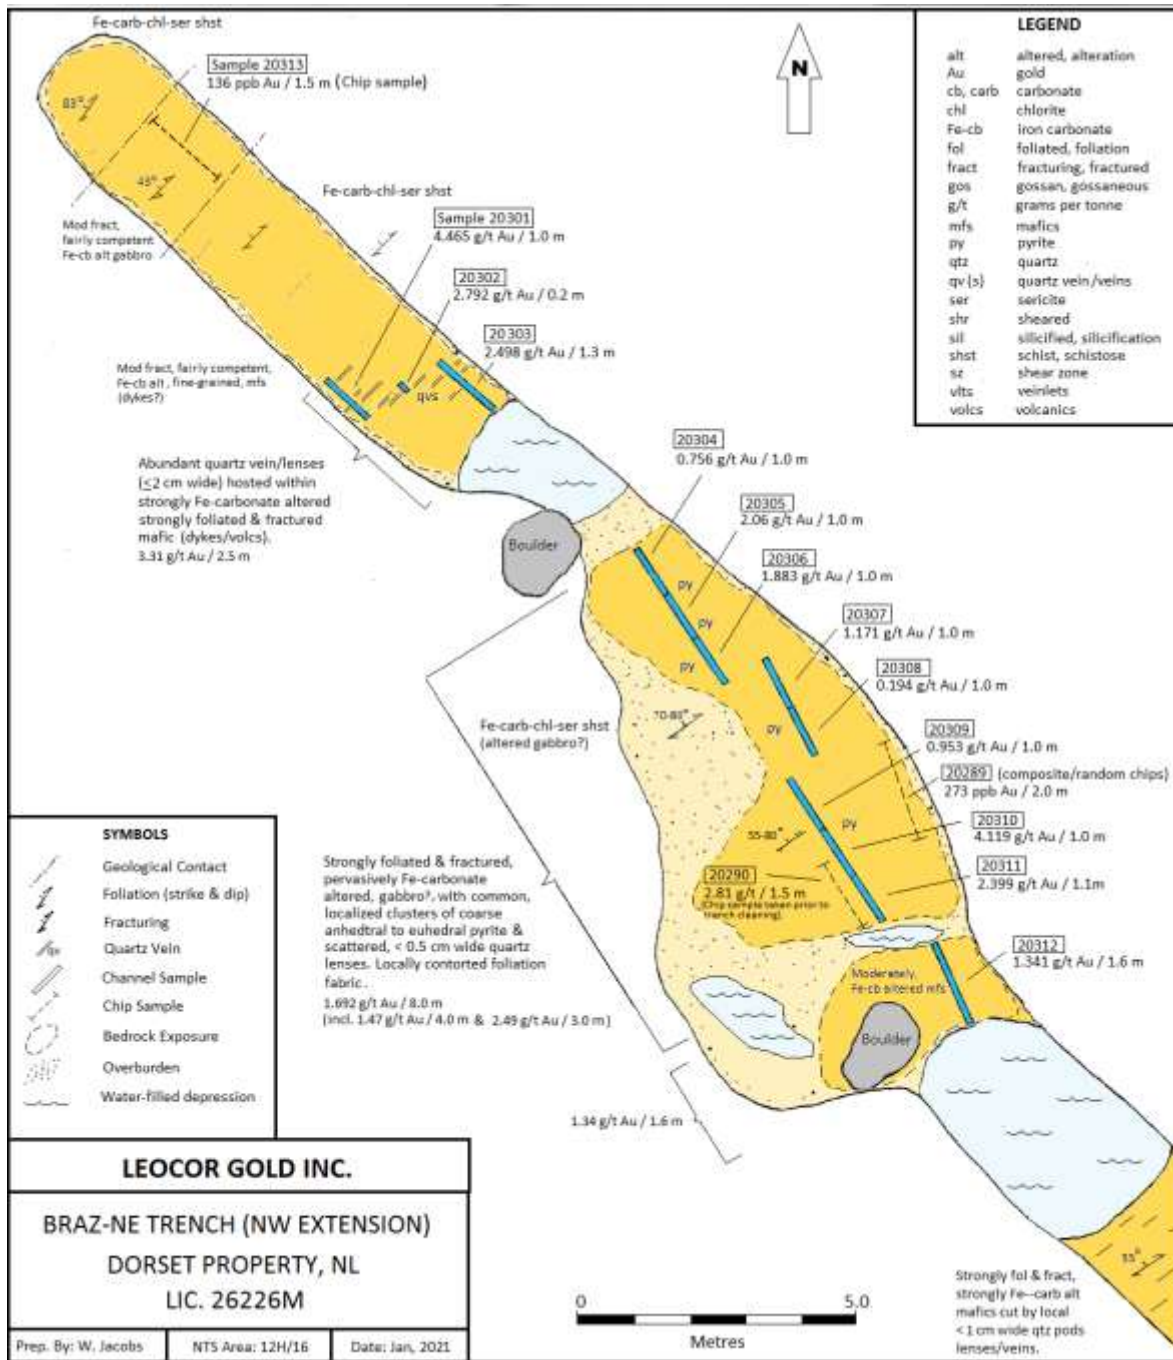 Fe-carb-chl-ser shst
Sample 20313
136 ppb Au / 1.5 m (Chip sample)
83°
43°
Mod fract,
fairly competent
Fe-cb alt gabbro
Fe-carb-chl-ser shst
Sample 20301
4.465 g/t Au / 1.0 m
20302
2.792 g/t Au / 0.2 m
20303
2.498 g/t Au / 1.3 m
Mod fract, fairly competent,
Fe-cb alt, fine-grained, mfs
(dykes?)
qvs
Abundant quartz vein/lenses
(≤2 cm wide) hosted within
strongly Fe-carbonate altered
strongly foliated & fractured
mafic (dykes/volcs).
3.31 g/t Au / 2.5 m
N
LEGEND
alt altered, alteration
Au gold
cb, carb carbonate
chl chlorite
Fe-cb iron carbonate
fol foliated, foliation
fract fracturing, fractured
gos gossan, gossaneous
g/t grams per tonne
mfs mafics
py pyrite
qtz quartz
qv(s) quartz vein/veins
ser sericite
shr sheared
sil silicified, silicification
shst schist, schistose
sz shear zone
vlts veinlets
volcs volcanics
Boulder
20304
0.756 g/t Au / 1.0 m
20305
2.06 g/t Au / 1.0 m
20306
1.883 g/t Au / 1.0 m
20307
1.171 g/t Au / 1.0 m
20308
0.194 g/t Au / 1.0 m
py
py
py
py
py
70-80°
Fe-carb-chl-ser shst
(altered gabbro?)
20309
0.953 g/t Au / 1.0 m
20289 (composite/random chips)
273 ppb Au / 2.0 m
20310
4.119 g/t Au / 1.0 m
20311
2.399 g/t Au / 1.1m
55-80°
20290
2.81 g/t / 1.5 m
(Chip sample taken prior to
trench cleaning).
20312
1.341 g/t Au / 1.6 m
Moderately,
Fe-cb altered mfs
Boulder
Strongly foliated & fractured,
pervasively Fe-carbonate
altered, gabbro?, with common,
localized clusters of coarse
anhedtral to euhedral pyrite &
scattered, < 0.5 cm wide quartz
lenses. Locally contorted foliation
fabric.
1.692 g/t Au / 8.0 m
(incl. 1.47 g/t Au / 4.0 m & 2.49 g/t Au / 3.0 m)
1.34 g/t Au / 1.6 m
SYMBOLS
Geological Contact
Foliation (strike & dip)
Fracturing
qv Quartz Vein
Channel Sample
Chip Sample
Bedrock Exposure
Overburden
Water-filled depression
LEOCOR GOLD INC.
BRAZ-NE TRENCH (NW EXTENSION)
DORSET PROPERTY, NL
LIC. 26226M
Prep. By: W. Jacobs NTS Area: 12H/16 Date: Jan, 2021
0 5.0
Metres
Strongly fol & fract,
strongly Fe--carb alt
mafics cut by local
< 1 cm wide qtz pods
lenses/veins.